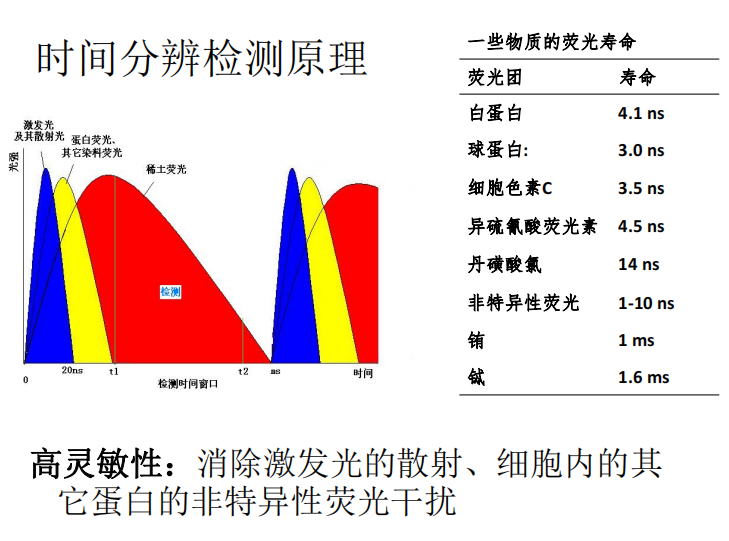 时间分辨检测原理
激发光
及其散射光
蛋白荧光、
其它染料荧光
稀土荧光
光强
检测
0
20ns
t1
检测时间窗口
t2
ms
时间
一些物质的荧光寿命
荧光团 寿命
白蛋白 4.1 ns
球蛋白: 3.0 ns
细胞色素C 3.5 ns
异硫氰酸荧光素 4.5 ns
丹磺酸氯 14 ns
非特异性荧光 1-10 ns
铕 1 ms
铽 1.6 ms
高灵敏性：消除激发光的散射、细胞内的其
它蛋白的非特异性荧光干扰